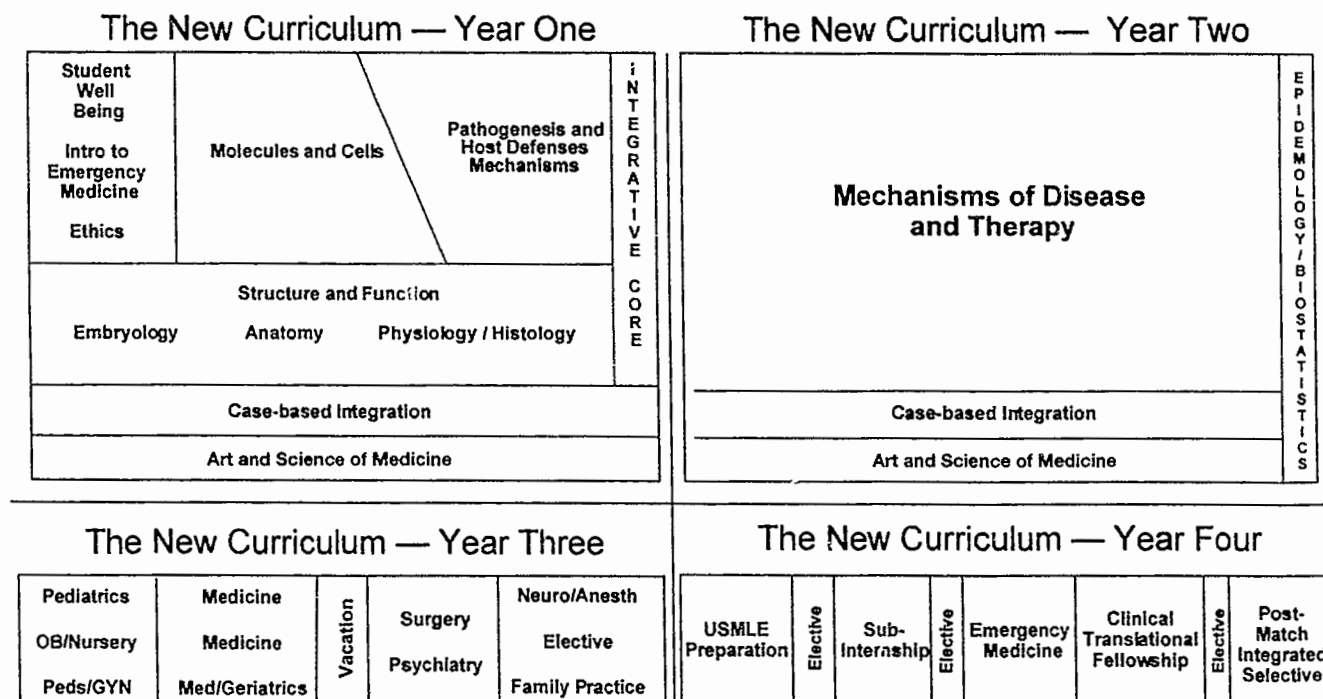 The New Curriculum — Year One
Student
Well
Being
Intro to
Emergency
Medicine
Ethics
Molecules and Cells
Pathogenesis and
Host Defenses
Mechanisms
INTEGRATIVE CORE
Structure and Function
Embryology Anatomy Physiology / Histology
Case-based Integration
Art and Science of Medicine
The New Curriculum — Year Two
Mechanisms of Disease
and Therapy
EPIDEMOLOGY/BIOSTATISTICS
Case-based Integration
Art and Science of Medicine
The New Curriculum — Year Three
Pediatrics
OB/Nursery
Peds/GYN
Medicine
Medicine
Med/Geriatrics
Vacation
Surgery
Psychiatry
Neuro/Anesth
Elective
Family Practice
The New Curriculum — Year Four
USMLE
Preparation
Elective
Sub-
Internship
Elective
Emergency
Medicine
Clinical
Translational
Fellowship
Elective
Post-
Match
Integrated
Selective